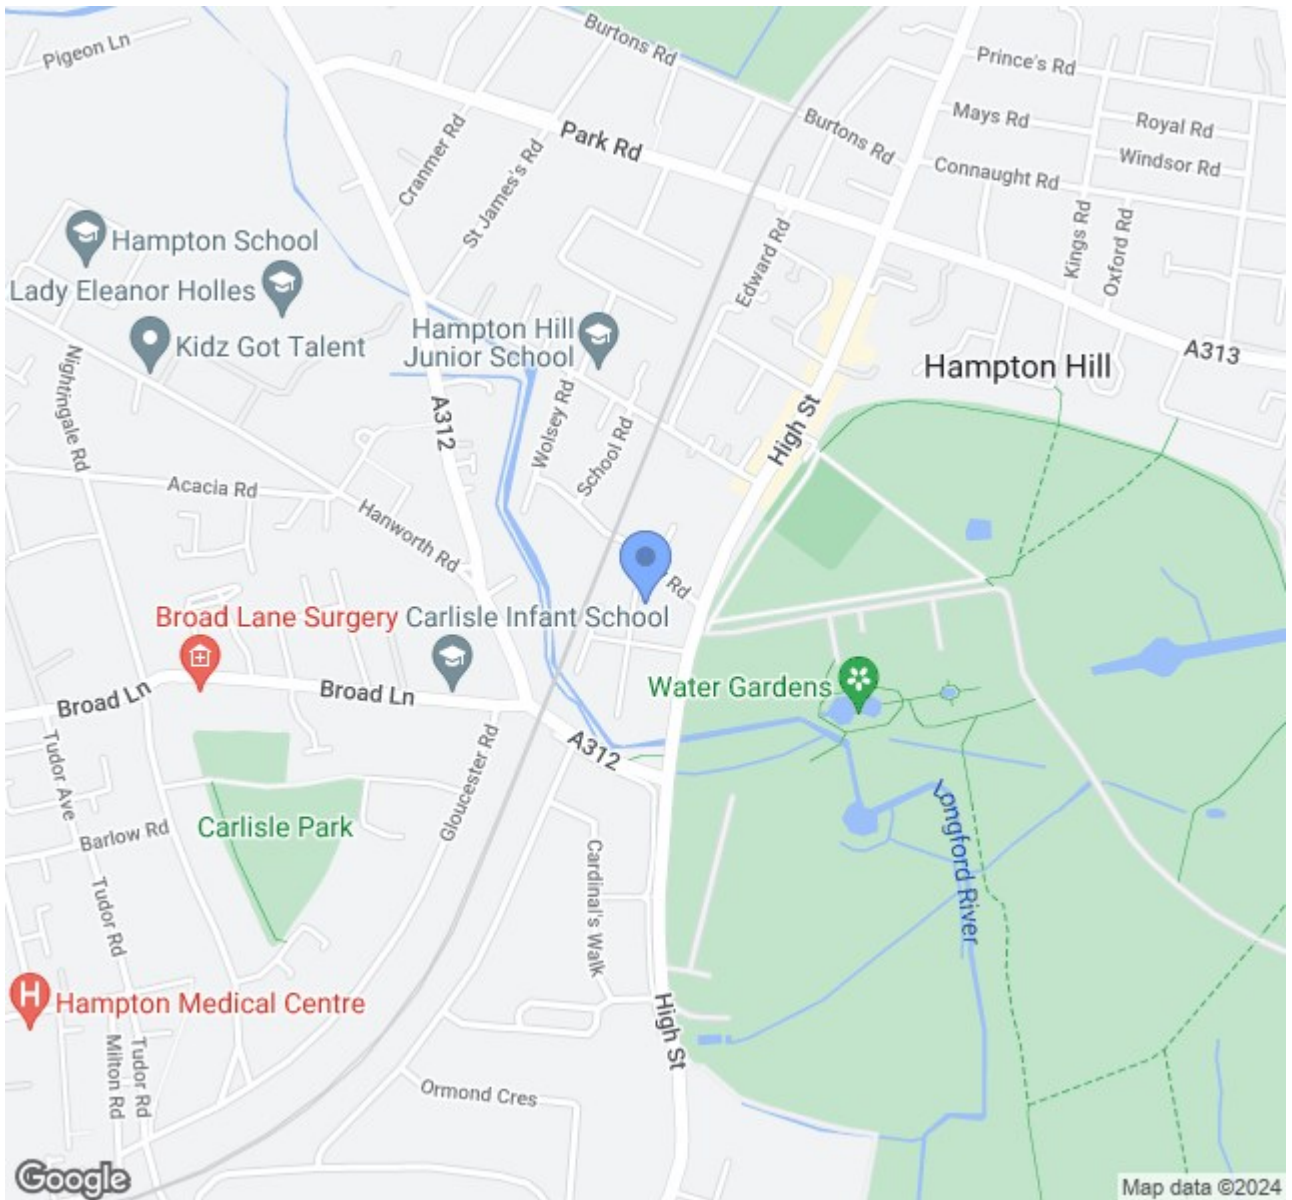 Pigeon Ln
Burtons Rd
Prince's Rd
Mays Rd
Royal Rd
Burtons Rd
Windsor Rd
Park Rd
Connaught Rd
Cranmer Rd
St James's Rd
Kings Rd
Oxford Rd
Hampton School
Edward Rd
Lady Eleanor Holles
Hampton Hill
Junior School
Kidz Got Talent
A313
Hampton Hill
Nightingale Rd
A312
Wolsey Rd
High St
School Rd
Acacia Rd
Hanworth Rd
Rd
Broad Lane Surgery
Carlisle Infant School
Water Gardens
Broad Ln
Broad Ln
A312
Tudor Ave
Gloucester Rd
Carlisle Park
Barlow Rd
Longford River
Cardinal's Walk
Tudor Rd
Hampton Medical Centre
High St
Milton Rd
Tudor Rd
Ormond Cres
Google
Map data ©2024